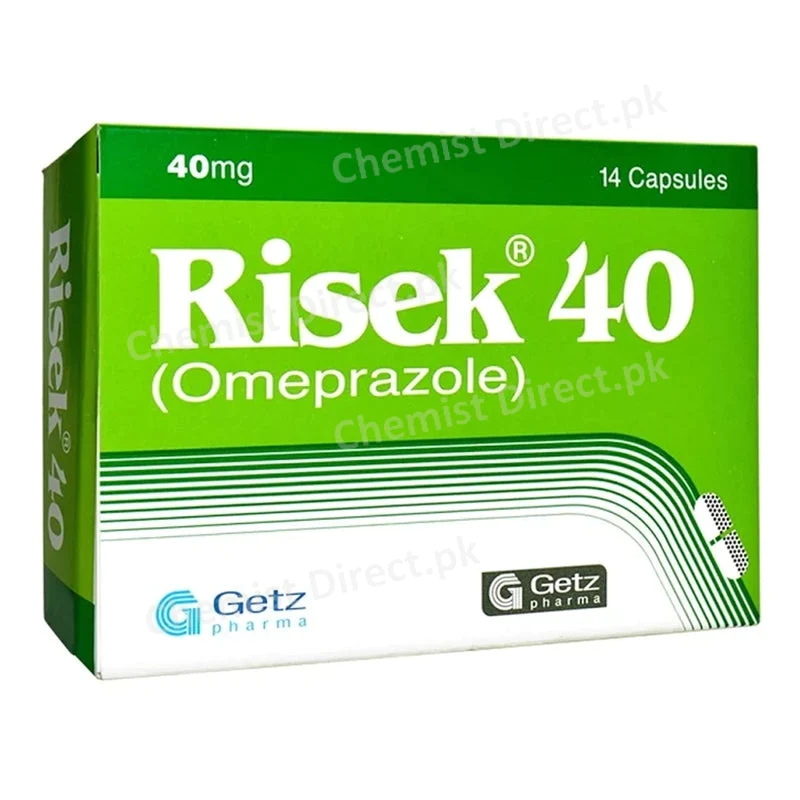 Chemist Direct.pk
40mg
14 Capsules
Risek® 40
Risek® 40
Chemist Direct.pk
(Omeprazole)
Chemist Direct.pk
Chemist Direct.pk
Getz
pharma
Getz
pharma